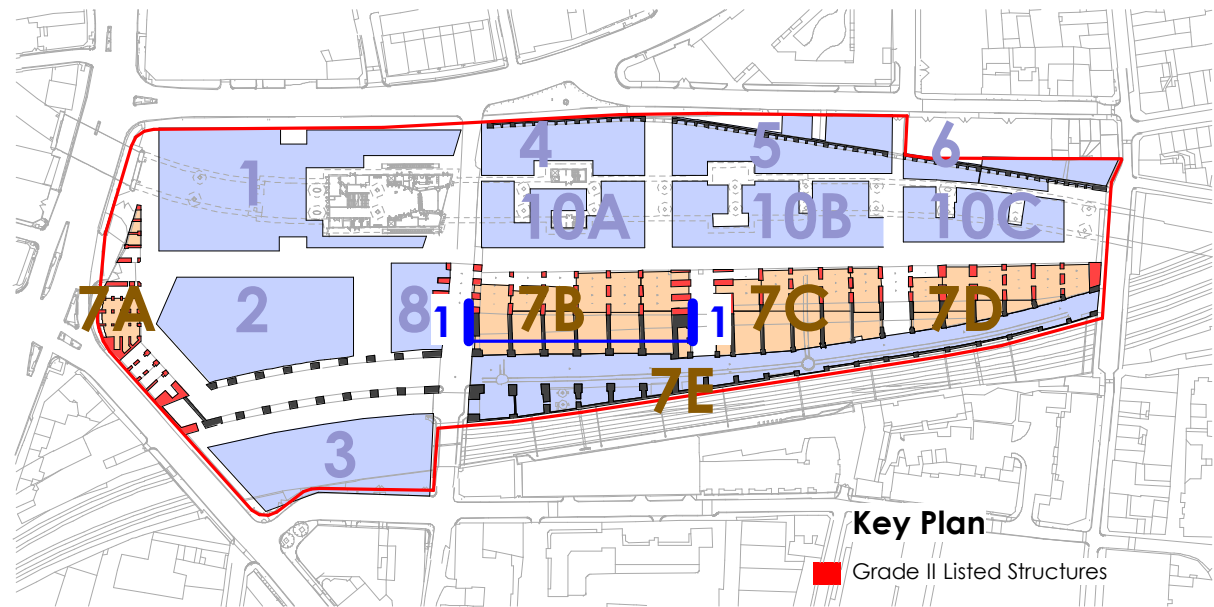 4
5
6
1
10A
10B
10C
7A
2
8
7B
7C
7D
1
1
7E
3
Key Plan
Grade II Listed Structures